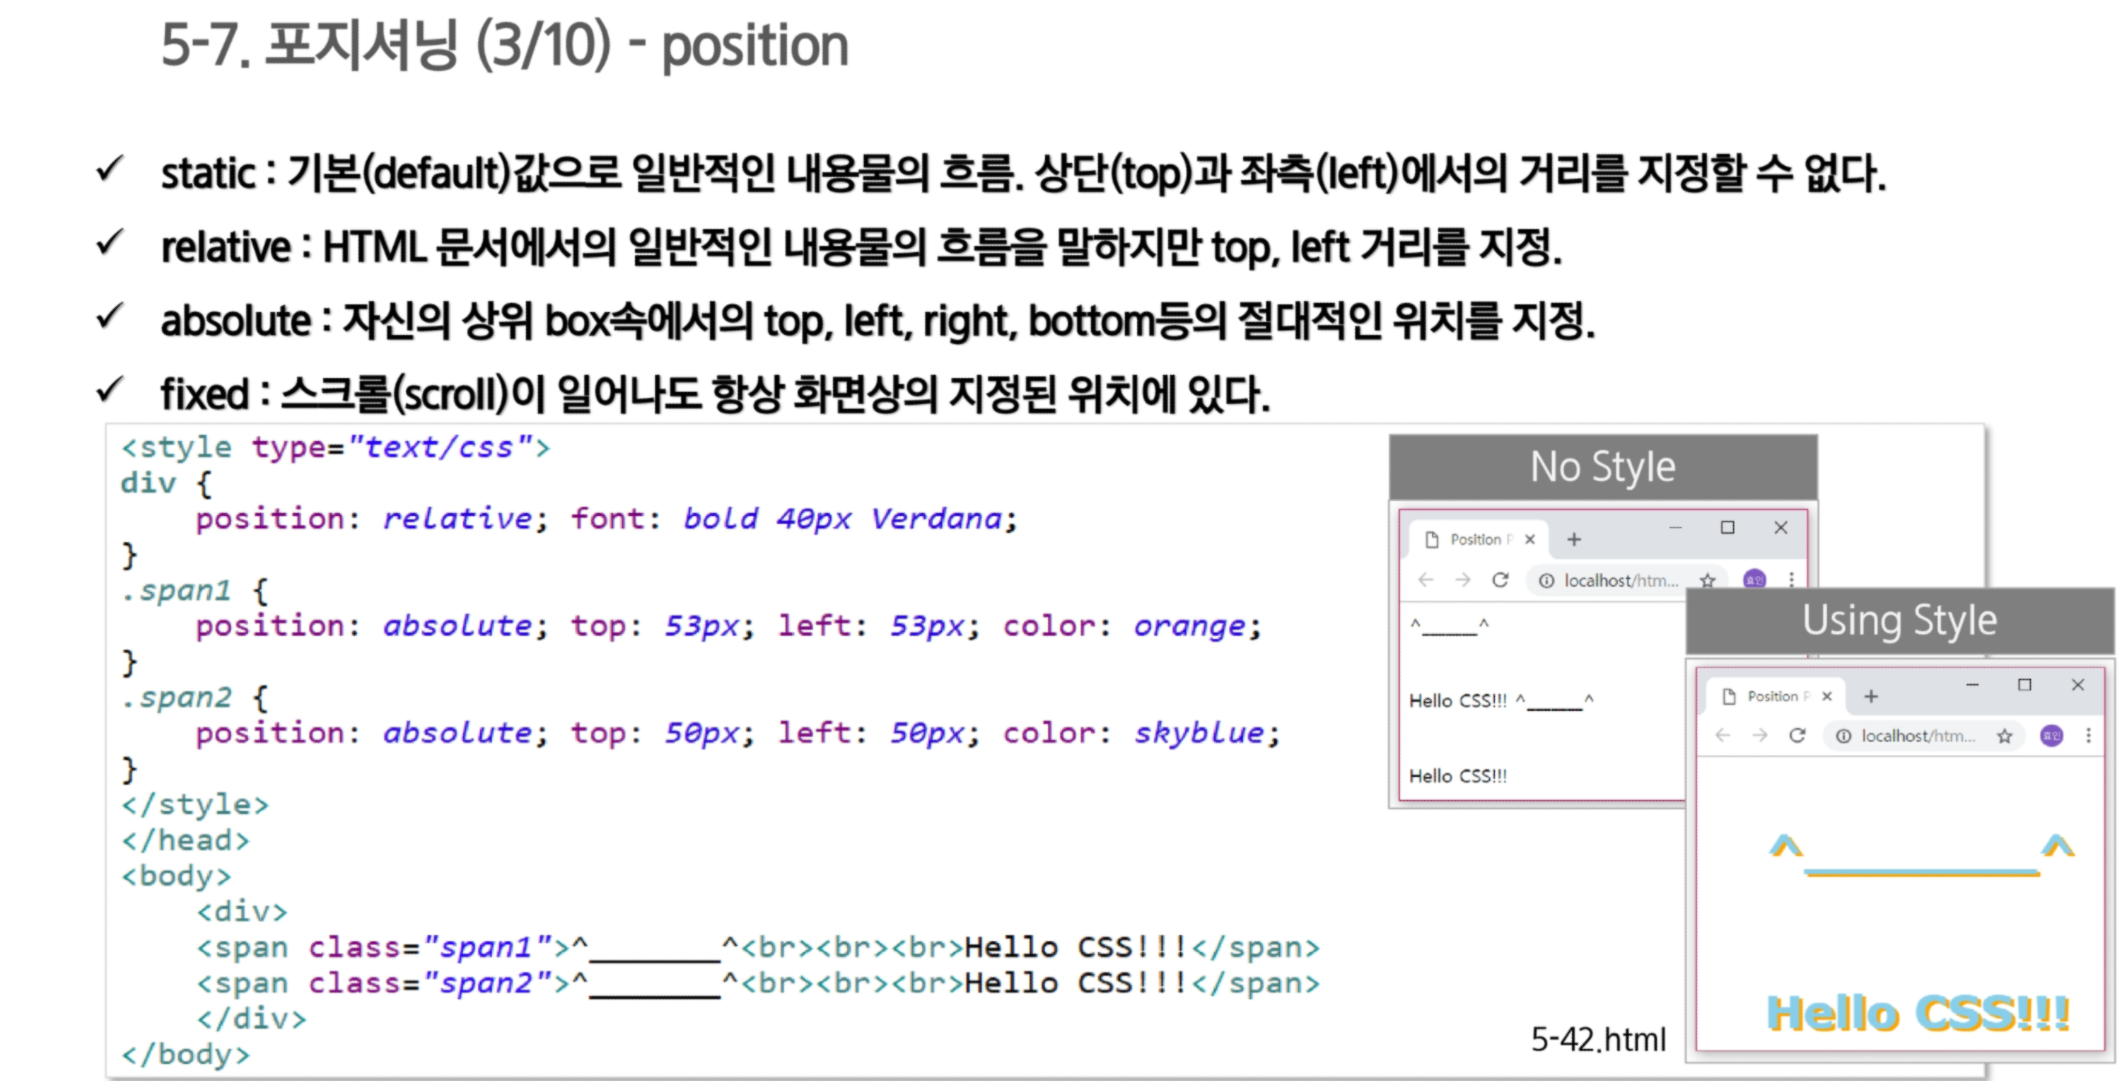 5-7. 포지셔닝 (3/10) - position
✓ static : 기본(default)값으로 일반적인 내용물의 흐름. 상단(top)과 좌측(left)에서의 거리를 지정할 수 없다.
✓ relative : HTML 문서에서의 일반적인 내용물의 흐름을 말하지만 top, left 거리를 지정.
✓ absolute : 자신의 상위 box속에서의 top, left, right, bottom등의 절대적인 위치를 지정.
✓ fixed : 스크롤(scroll)이 일어나도 항상 화면상의 지정된 위치에 있다.
<style type="text/css">
div {
    position: relative; font: bold 40px Verdana;
}
.span1 {
    position: absolute; top: 53px; left: 53px; color: orange;
}
.span2 {
    position: absolute; top: 50px; left: 50px; color: skyblue;
}
</style>
</head>
<body>
    <div>
    <span class="span1">^_______^<br><br><br>Hello CSS!!!</span>
    <span class="span2">^_______^<br><br><br>Hello CSS!!!</span>
    </div>
</body>
5-42.html
No Style
Position P
localhost/htm...
효인
^_______^
Hello CSS!!! ^_______^
Hello CSS!!!
Using Style
Position P
localhost/htm...
효인
^_______^
Hello CSS!!!